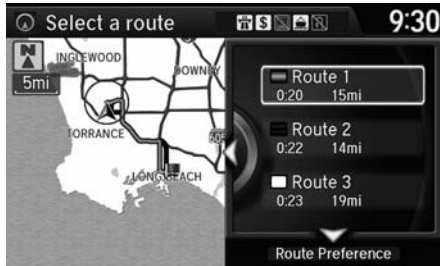 Select a route
9:30
N
5mi
INGLEWOOD
DOWNEY
TORRANCE
605
LONG BEACH
Route 1
0:20 15mi
Route 2
0:22 14mi
Route 3
0:23 19mi
Route Preference